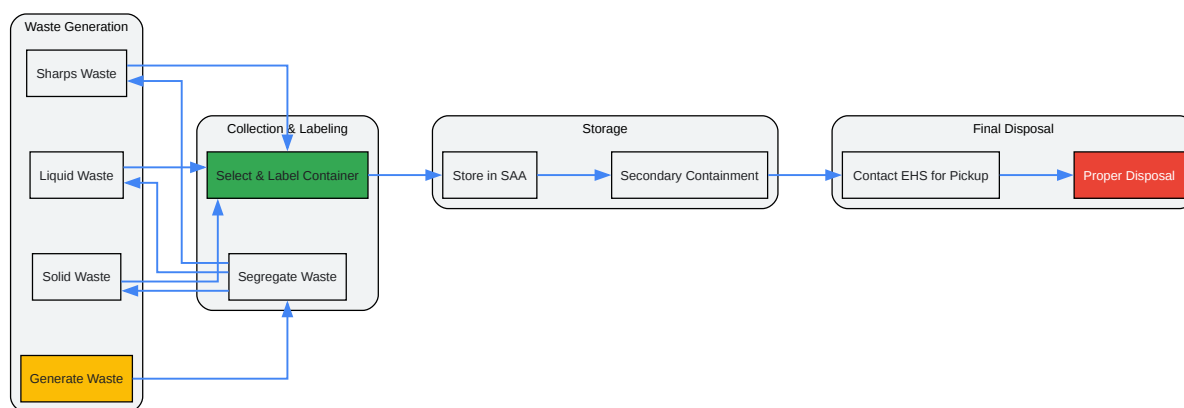 Waste Generation
Sharps Waste
Liquid Waste
Solid Waste
Generate Waste
Collection & Labeling
Select & Label Container
Segregate Waste
Storage
Store in SAA
Secondary Containment
Final Disposal
Contact EHS for Pickup
Proper Disposal